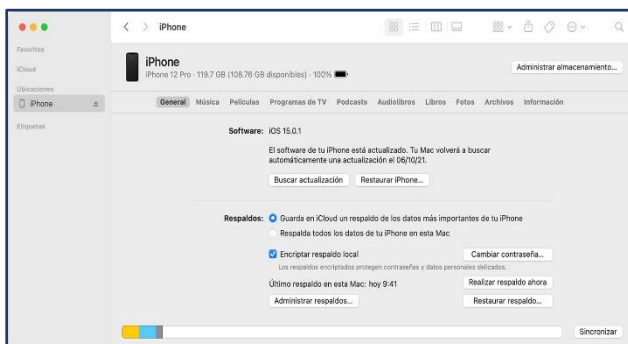 iPhone
Favoritos
iCloud
Ubicaciones
iPhone
Etiquetas
iPhone
iPhone 12 Pro · 119.7 GB (108.76 GB disponibles) · 100%
Administrar almacenamiento...
General Música Películas Programas de TV Podcasts Audiolibros Libros Fotos Archivos Información
Software: iOS 15.0.1
El software de tu iPhone está actualizado. Tu Mac volverá a buscar
automáticamente una actualización el 06/10/21.
Buscar actualización Restaurar iPhone...
Respaldos: Guarda en iCloud un respaldo de los datos más importantes de tu iPhone
Respalda todos los datos de tu iPhone en esta Mac
Encriptar respaldo local Cambiar contraseña...
Los respaldos encriptados protegen contraseñas y datos personales delicados.
Último respaldo en esta Mac: hoy 9:41 Realizar respaldo ahora
Administrar respaldos... Restaurar respaldo...
Sincronizar